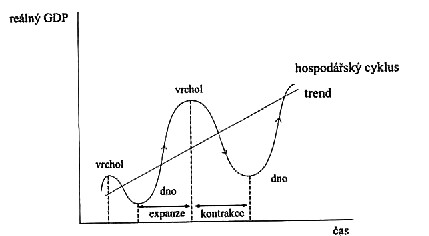 reálný GDP
hospodářský cyklus
trend
vrchol
vrchol
dno
dno
expanze
kontrakce
čas